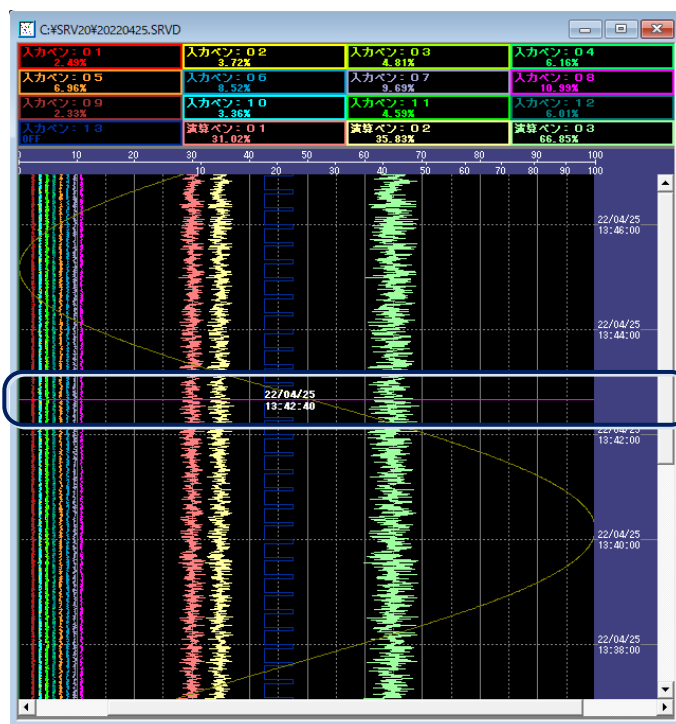 C:¥SRV20¥20220425.SRVD
入力ペン：０１ 入力ペン：０２ 入力ペン：０３ 入力ペン：０４
2.49% 3.72% 4.81% 6.16%
入力ペン：０５ 入力ペン：０６ 入力ペン：０７ 入力ペン：０８
6.96% 8.52% 9.69% 10.99%
入力ペン：０９ 入力ペン：１０ 入力ペン：１１ 入力ペン：１２
2.33% 3.36% 4.59% 6.01%
入力ペン：１３ 演算ペン：０１ 演算ペン：０２ 演算ペン：０３
OFF 31.02% 35.83% 66.85%
0 10 20 30 40 50 60 70 80 90 100
0 10 20 30 40 50 60 70 80 90 100
22/04/25
13:46:00
22/04/25
13:44:00
22/04/25
13:42:40
22/04/25
13:42:00
22/04/25
13:40:00
22/04/25
13:38:00